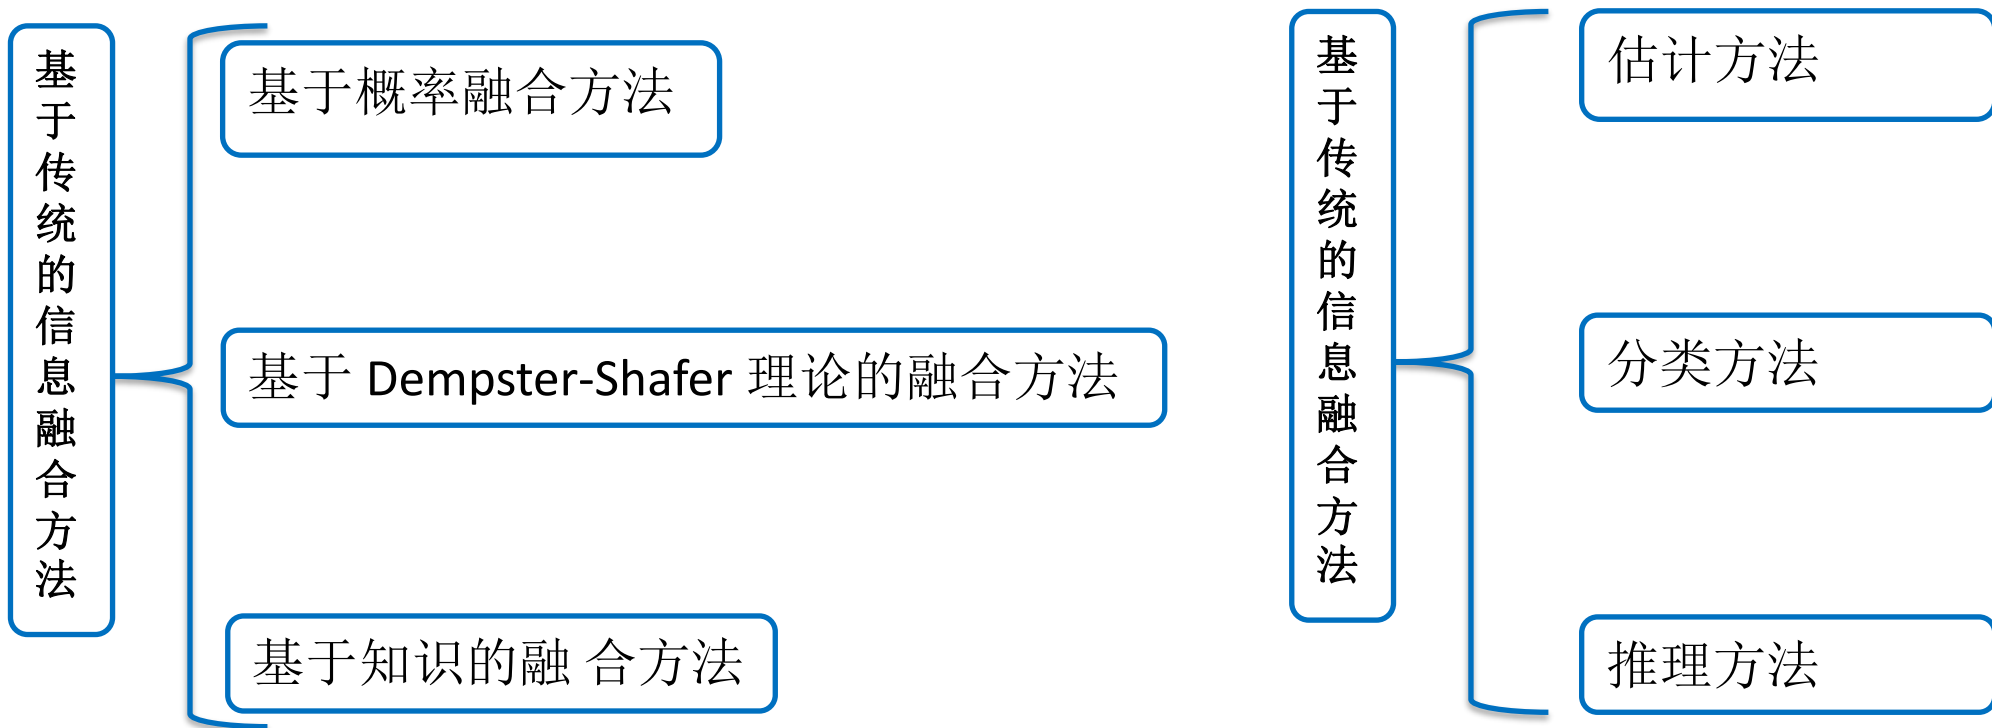 基于传统的信息融合方法
基于概率融合方法
基于 Dempster-Shafer 理论的融合方法
基于知识的融 合方法
基于传统的信息融合方法
估计方法
分类方法
推理方法